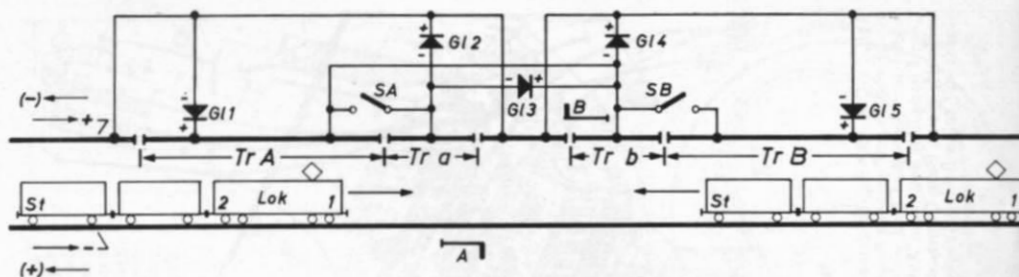 Gl 2
Gl 4
(-)
+
Gl 1
SA
Gl 3
B
SB
Gl 5
Tr A
Tr a
Tr b
Tr B
St
2
Lok
1
St
2
Lok
1
(+)
A